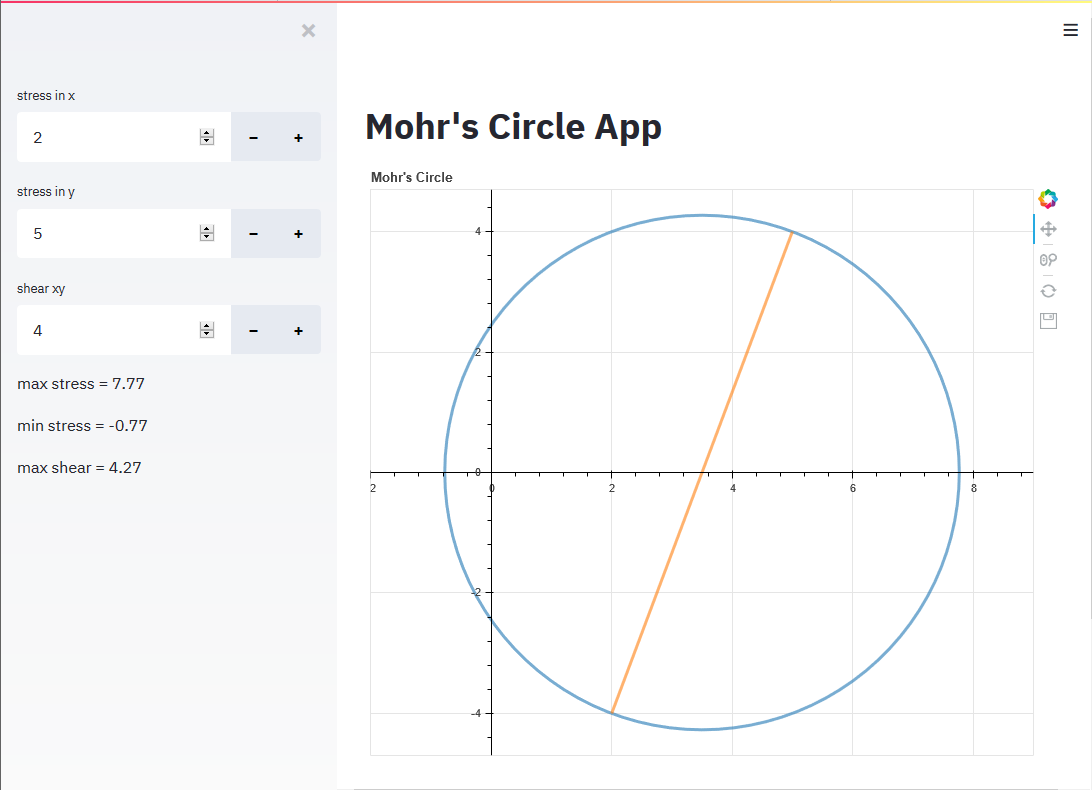 ×
stress in x
2
- +
stress in y
5
- +
shear xy
4
- +
max stress = 7.77
min stress = -0.77
max shear = 4.27
Mohr's Circle App
Mohr's Circle
4
2
0
2 0 2 4 6 8
-2
-4